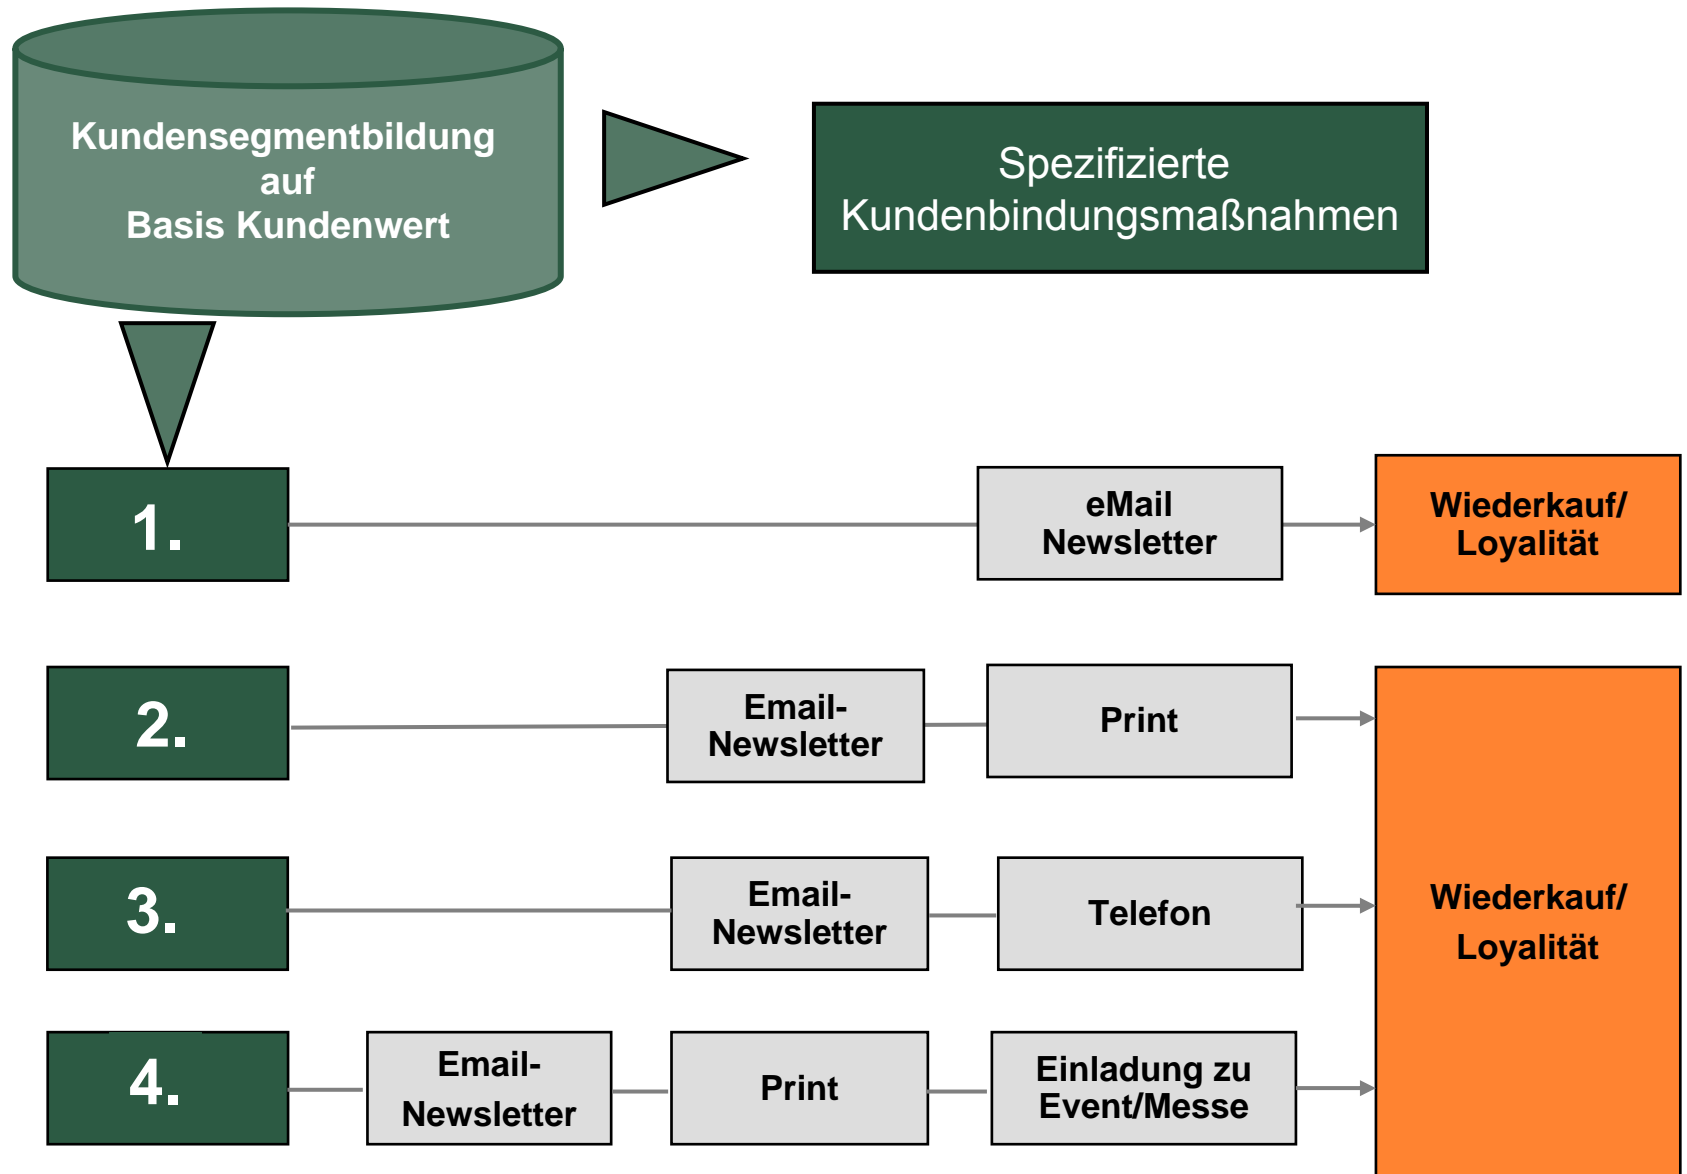 Kundensegmentbildung
auf
Basis Kundenwert
Spezifizierte
Kundenbindungsmaßnahmen
1.
eMail
Newsletter
Wiederkauf/
Loyalität
2.
Email-
Newsletter
Print
3.
Email-
Newsletter
Telefon
Wiederkauf/
Loyalität
4.
Email-
Newsletter
Print
Einladung zu
Event/Messe